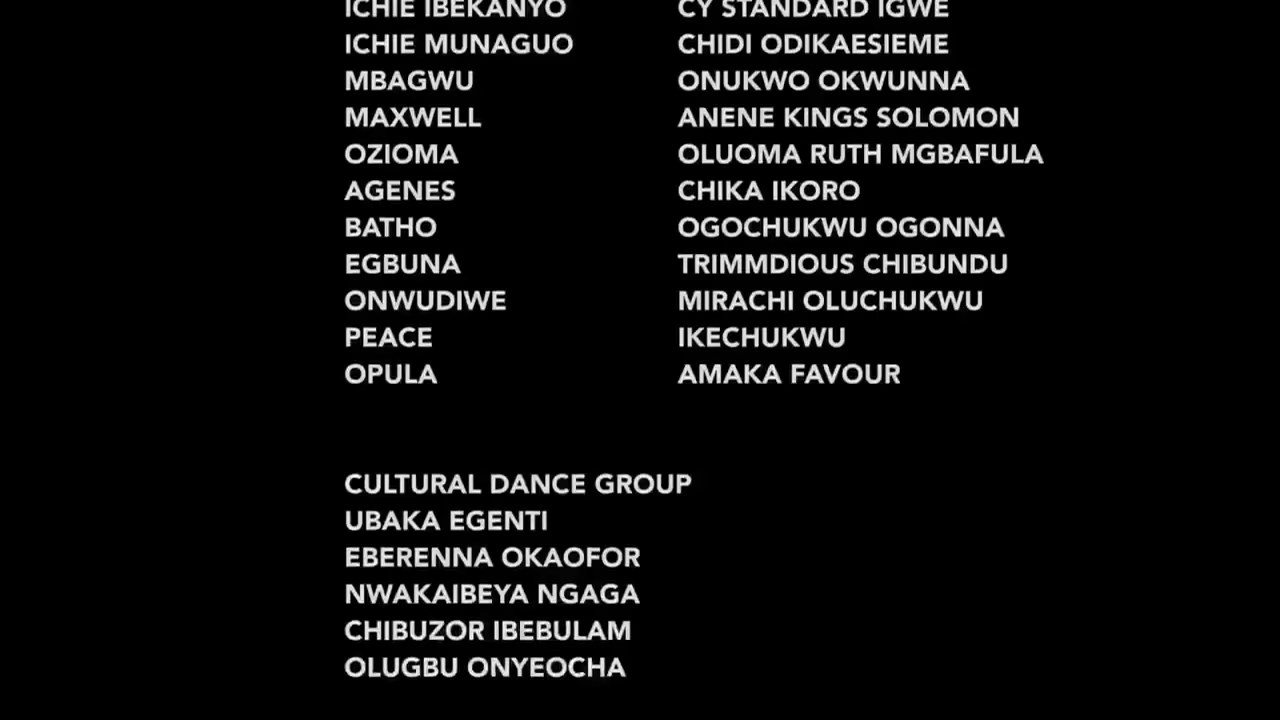 ICHIE IBEKANYO CY STANDARD IGWE
ICHIE MUNAGUO CHIDI ODIKAESIEME
MBAGWU ONUKWO OKWUNNA
MAXWELL ANENE KINGS SOLOMON
OZIOMA OLUOMA RUTH MGBAFULA
AGENES CHIKA IKORO
BATHO OGOCHUKWU OGONNA
EGBUNA TRIMMDIOUS CHIBUNDU
ONWUDIWE MIRACHI OLUCHUKWU
PEACE IKECHUKWU
OPULA AMAKA FAVOUR
CULTURAL DANCE GROUP
UBAKA EGENTI
EBERENNA OKAOFOR
NWAKAIBEYA NGAGA
CHIBUZOR IBEBULAM
OLUGBU ONYEOCHA